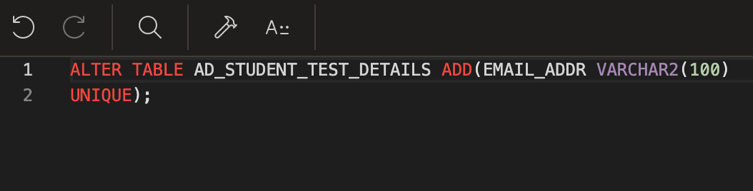 A
1 ALTER TABLE AD_STUDENT_TEST_DETAILS ADD(EMAIL_ADDR VARCHAR2(100)
2 UNIQUE);